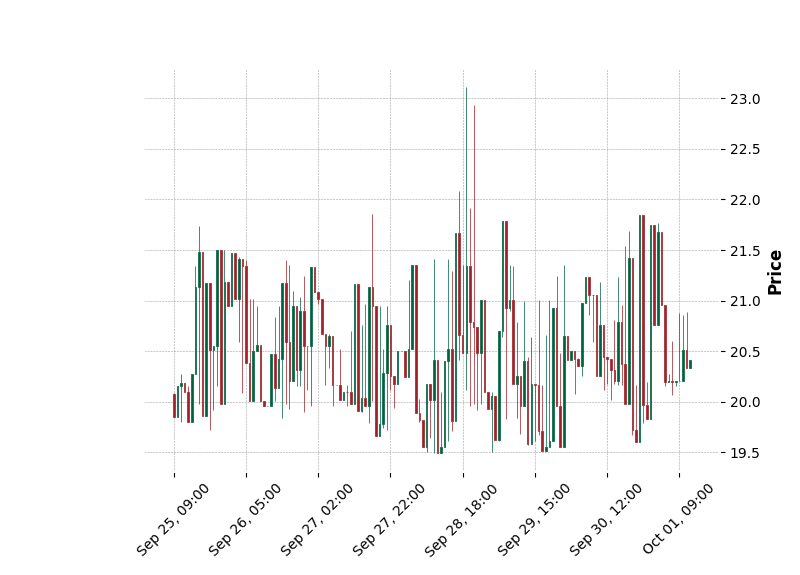 23.0
22.5
22.0
21.5
21.0
20.5
20.0
19.5
Price
Sep 25, 09:00
Sep 26, 05:00
Sep 27, 02:00
Sep 27, 22:00
Sep 28, 18:00
Sep 29, 15:00
Sep 30, 12:00
Oct 01, 09:00